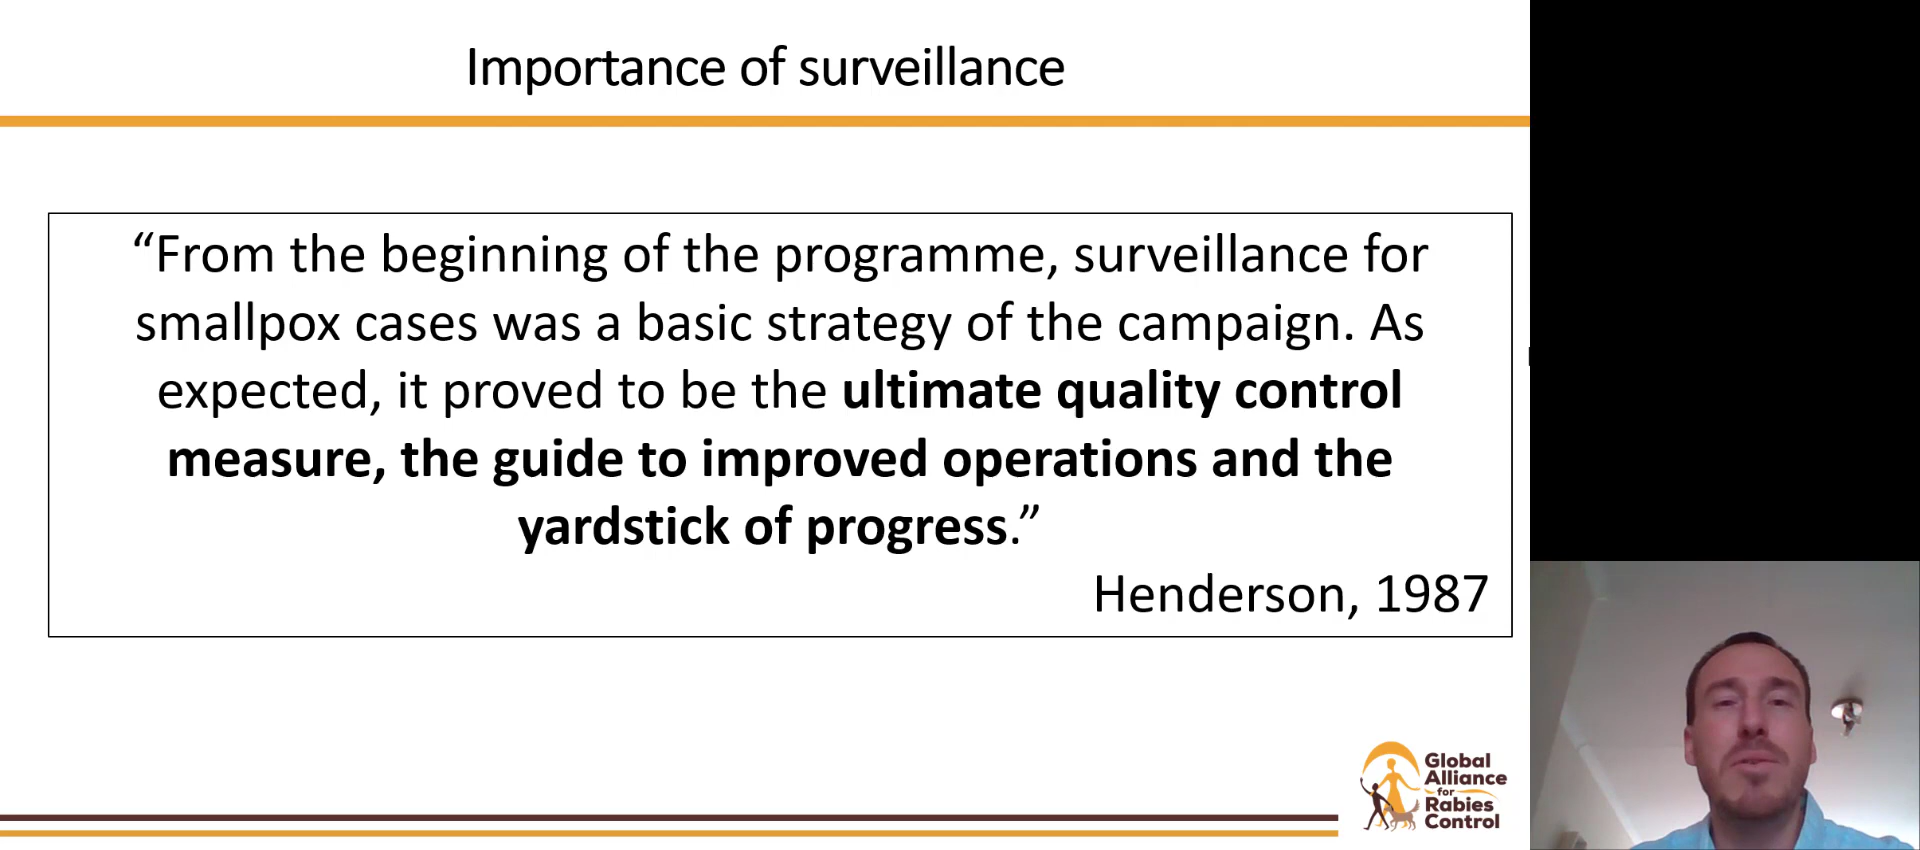 Importance of surveillance
“From the beginning of the programme, surveillance for
smallpox cases was a basic strategy of the campaign. As
expected, it proved to be the ultimate quality control
measure, the guide to improved operations and the
yardstick of progress.”
Henderson, 1987
Global
Alliance
for
Rabies
Control